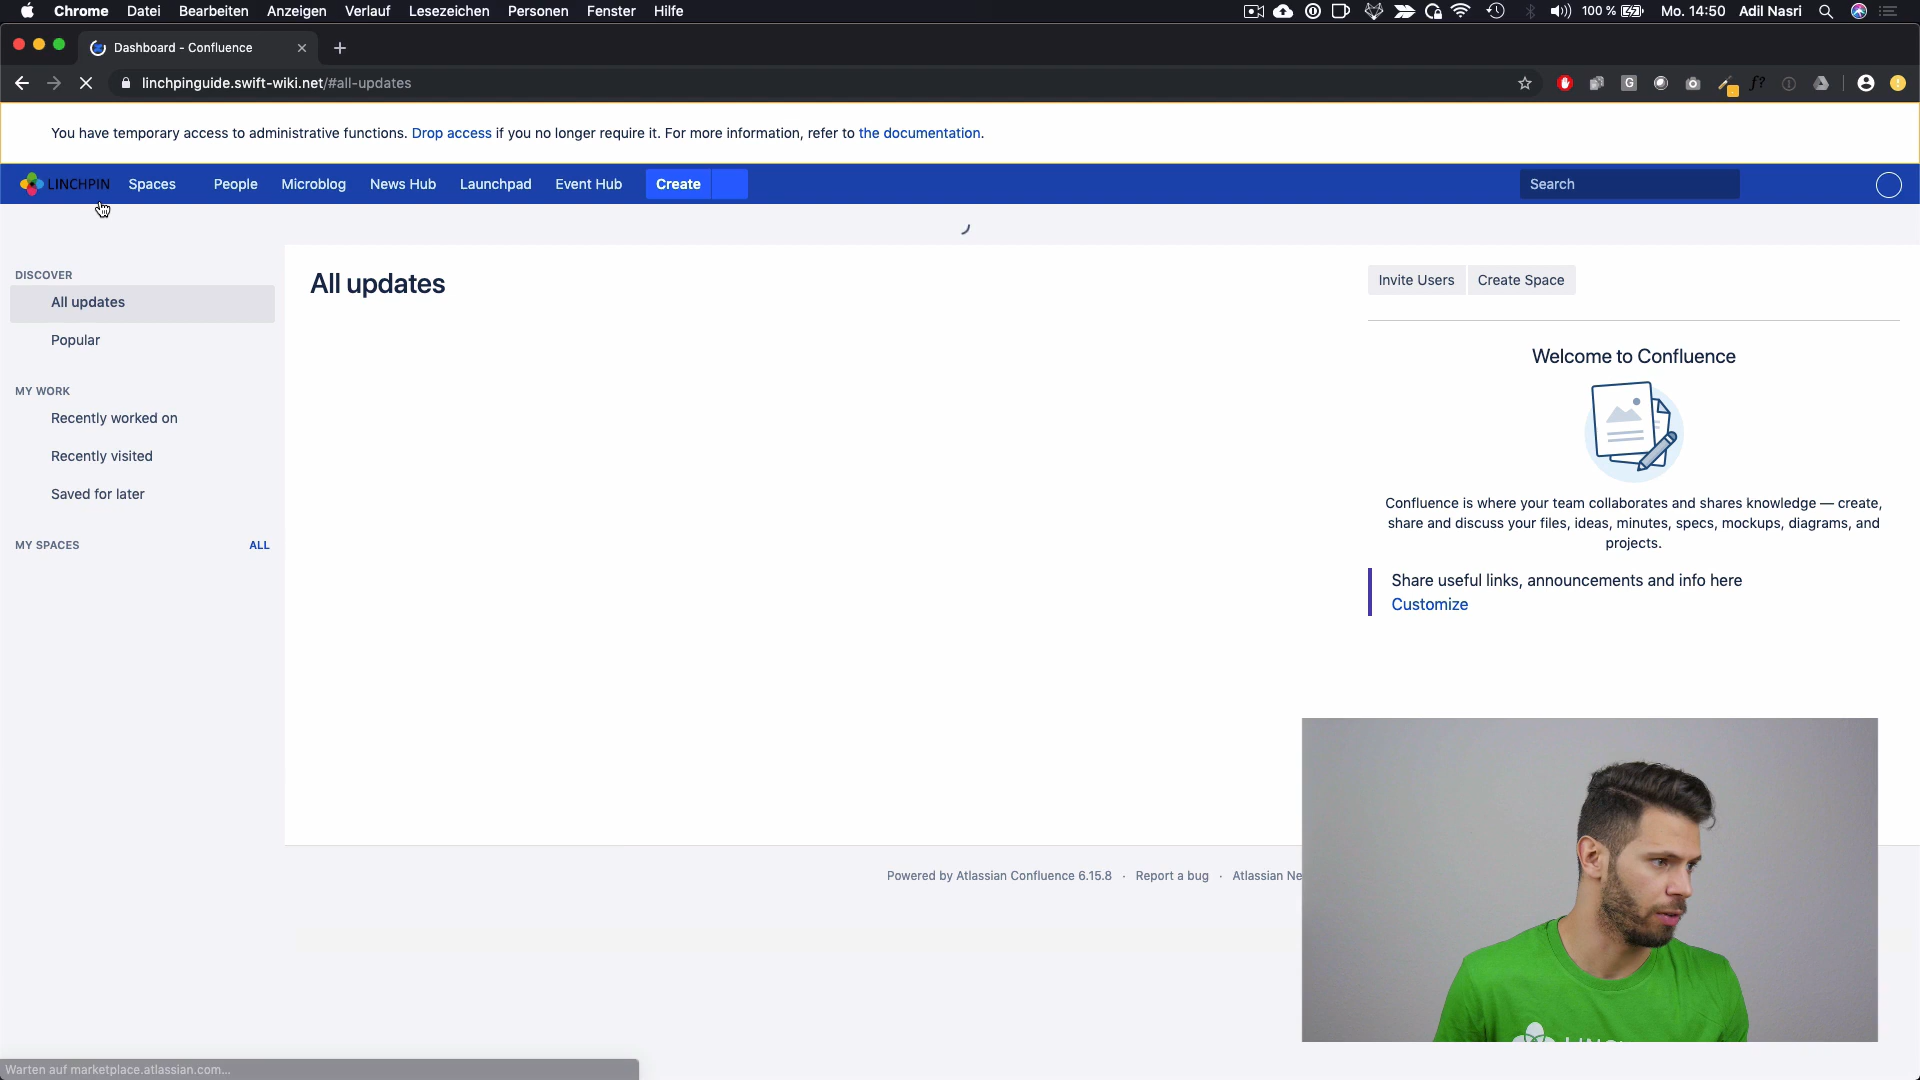 Chrome Datei Bearbeiten Anzeigen Verlauf Lesezeichen Personen Fenster Hilfe 100 % Mo. 14:50 Adil Nasri
Dashboard - Confluence
linchpinguide.swift-wiki.net/#all-updates
You have temporary access to administrative functions. Drop access if you no longer require it. For more information, refer to the documentation.
LINCHPIN Spaces People Microblog News Hub Launchpad Event Hub Create Search
DISCOVER
All updates
Popular
MY WORK
Recently worked on
Recently visited
Saved for later
MY SPACES ALL
All updates
Invite Users Create Space
Welcome to Confluence
Confluence is where your team collaborates and shares knowledge — create,
share and discuss your files, ideas, minutes, specs, mockups, diagrams, and
projects.
Share useful links, announcements and info here
Customize
Powered by Atlassian Confluence 6.15.8 · Report a bug · Atlassian Ne
Warten auf marketplace.atlassian.com...